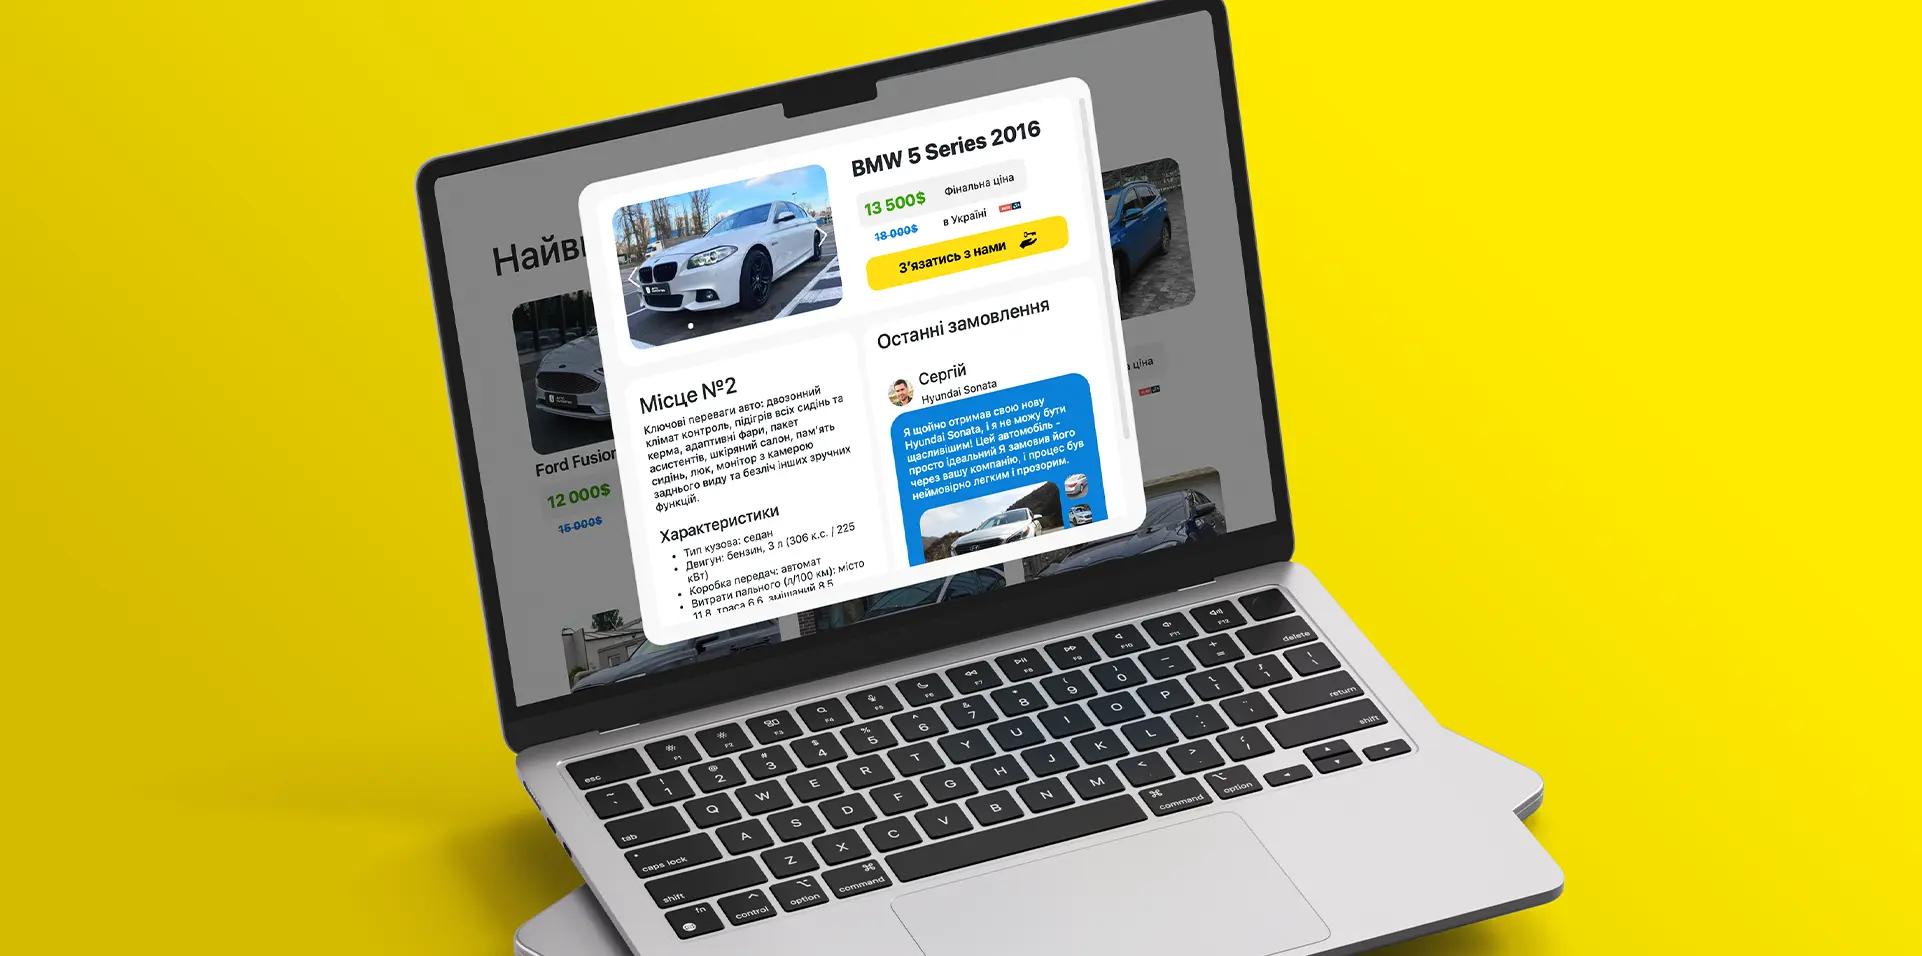 Найви
BMW 5 Series 2016
13 500$
Фінальна ціна
18 000$
в Україні
З'язатись з нами
Місце №2
Ключові переваги авто: двозонний
клімат контроль, підігрів всіх сидінь та
керма, адаптивні фари, пакет
асистентів, шкіряний салон, пам'ять
сидінь, люк, монітор з камерою
заднього виду та безліч інших зручних
функцій.
Характеристики
Тип кузова: седан
Двигун: бензин, 3 л (306 к.с. / 225
кВт)
Коробка передач: автомат
Витрати пального (л/100 км): місто
11.8, траса 6.6, змішаний 8.5
Останні замовлення
Сергій
Hyundai Sonata
Я щойно отримав свою нову
Hyundai Sonata, і я не можу бути
щасливішим! Цей автомобіль -
просто ідеальний Я замовив його
через вашу компанію, і процес був
неймовірно легким і прозорим.
Ford Fusion
12 000$
15 000$
а ціна
esc
F1
F2
F3
F4
F5
F6
F7
F8
F9
F10
F11
F12
~ ` ! 1 @ 2 # 3 $ 4 % 5 ^ 6 & 7 * 8 ( 9 ) 0 _ - + = delete
tab Q W E R T Y U I O P { [ } ] | \
caps lock A S D F G H J K L : ; " ' return
shift Z X C V B N M < , > . ? / shift
fn control option command command option